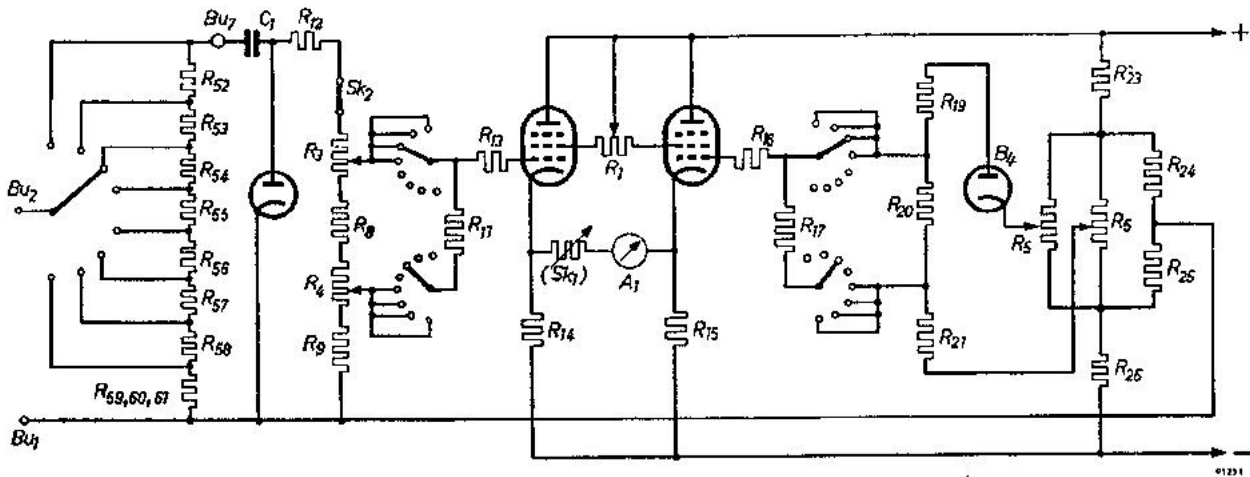 Bu7 C1 R12
R52
Sk2
R53
R3
R13
R1
R16
R19
B4
R23
+
R54
R24
Bu2
R55
R8
R11
R17
R20
R5
R6
R56
(Sk1) A1
R25
R57
R4
R58
R9
R14
R15
R21
R26
R59,60,61
Bu1
-